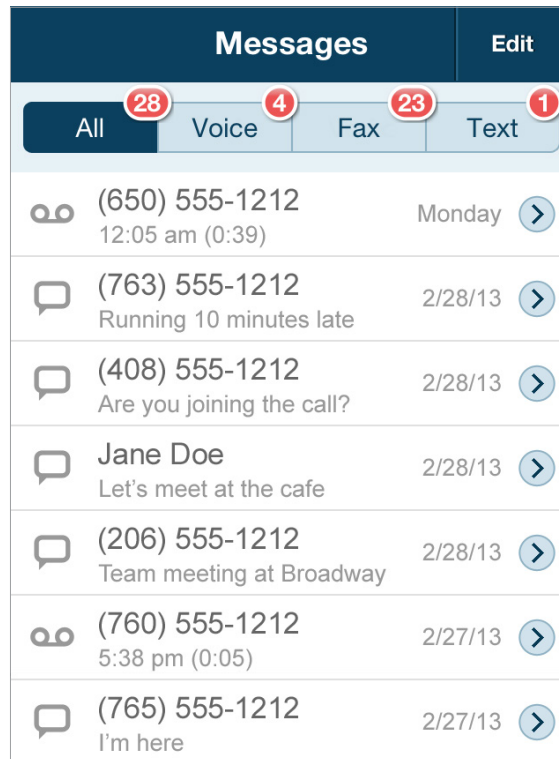 Messages Edit
28 4 23 1
All Voice Fax Text
(650) 555-1212 Monday
12:05 am (0:39)
(763) 555-1212 2/28/13
Running 10 minutes late
(408) 555-1212 2/28/13
Are you joining the call?
Jane Doe 2/28/13
Let's meet at the cafe
(206) 555-1212 2/28/13
Team meeting at Broadway
(760) 555-1212 2/27/13
5:38 pm (0:05)
(765) 555-1212 2/27/13
I'm here